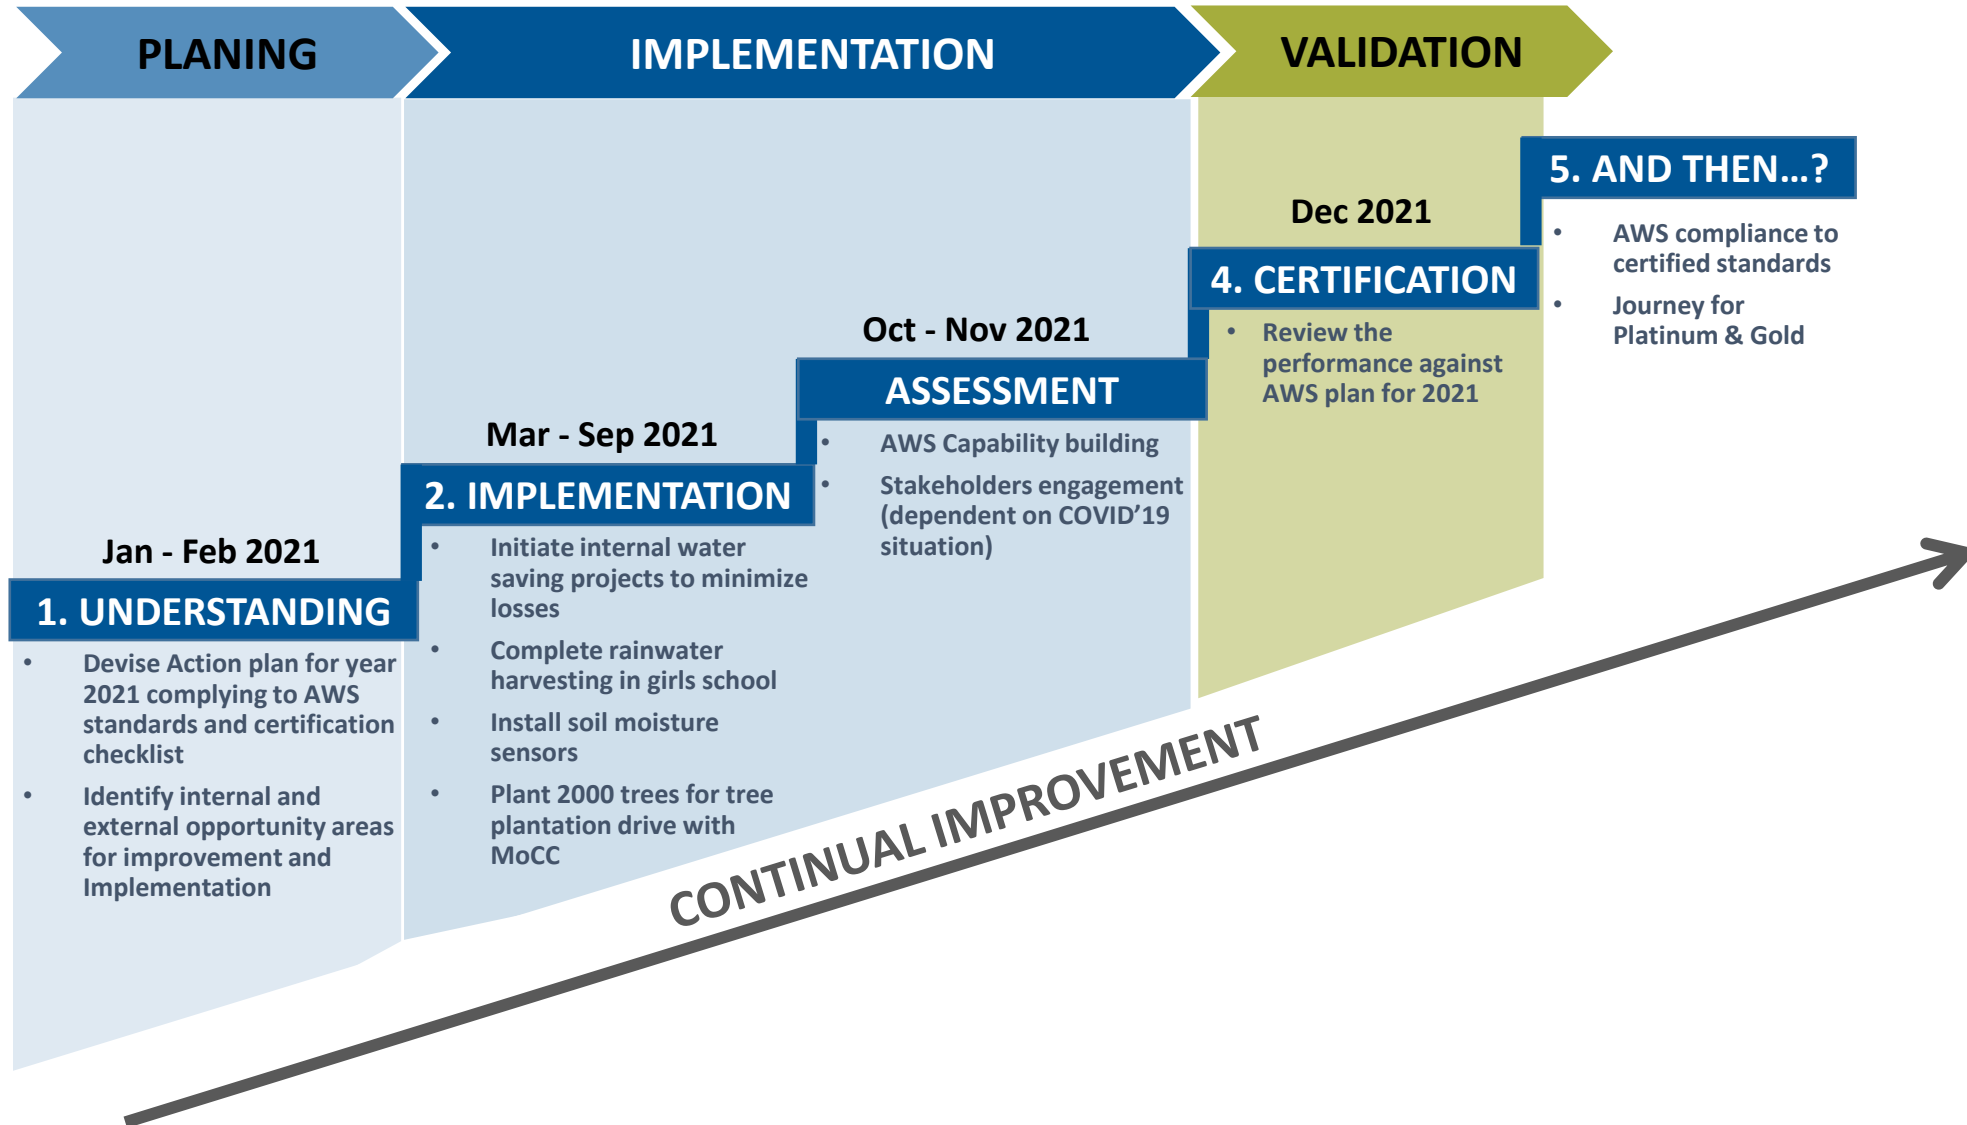 PLANING
IMPLEMENTATION
VALIDATION
Jan - Feb 2021
1. UNDERSTANDING
• Devise Action plan for year
2021 complying to AWS
standards and certification
checklist
• Identify internal and
external opportunity areas
for improvement and
Implementation
Mar - Sep 2021
2. IMPLEMENTATION
• Initiate internal water
saving projects to minimize
losses
• Complete rainwater
harvesting in girls school
• Install soil moisture
sensors
• Plant 2000 trees for tree
plantation drive with
MoCC
Oct - Nov 2021
ASSESSMENT
• AWS Capability building
• Stakeholders engagement
(dependent on COVID’19
situation)
Dec 2021
4. CERTIFICATION
• Review the
performance against
AWS plan for 2021
5. AND THEN...?
• AWS compliance to
certified standards
• Journey for
Platinum & Gold
CONTINUAL IMPROVEMENT